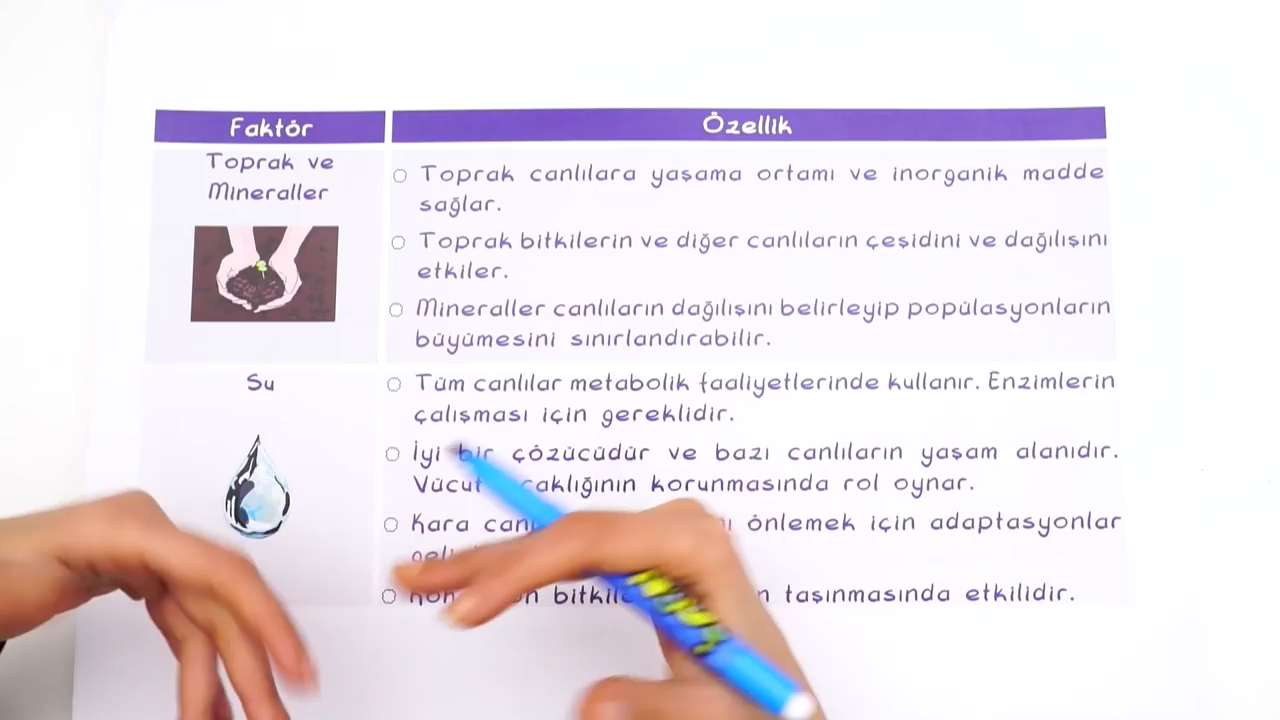 Faktör
Özellik
Toprak ve
Mineraller
Toprak canlılara yaşama ortamı ve inorganik madde
sağlar.
Toprak bitkilerin ve diğer canlıların çeşidini ve dağılışını
etkiler.
Mineraller canlıların dağılışını belirleyip popülasyonların
büyümesini sınırlandırabilir.
Su
Tüm canlılar metabolik faaliyetlerinde kullanır. Enzimlerin
çalışması için gereklidir.
İyi bir çözücüdür ve bazı canlıların yaşam alanıdır.
Vücut korunmasında rol oynar.
Kara önlemek için adaptasyonlar
taşınmasında etkilidir.